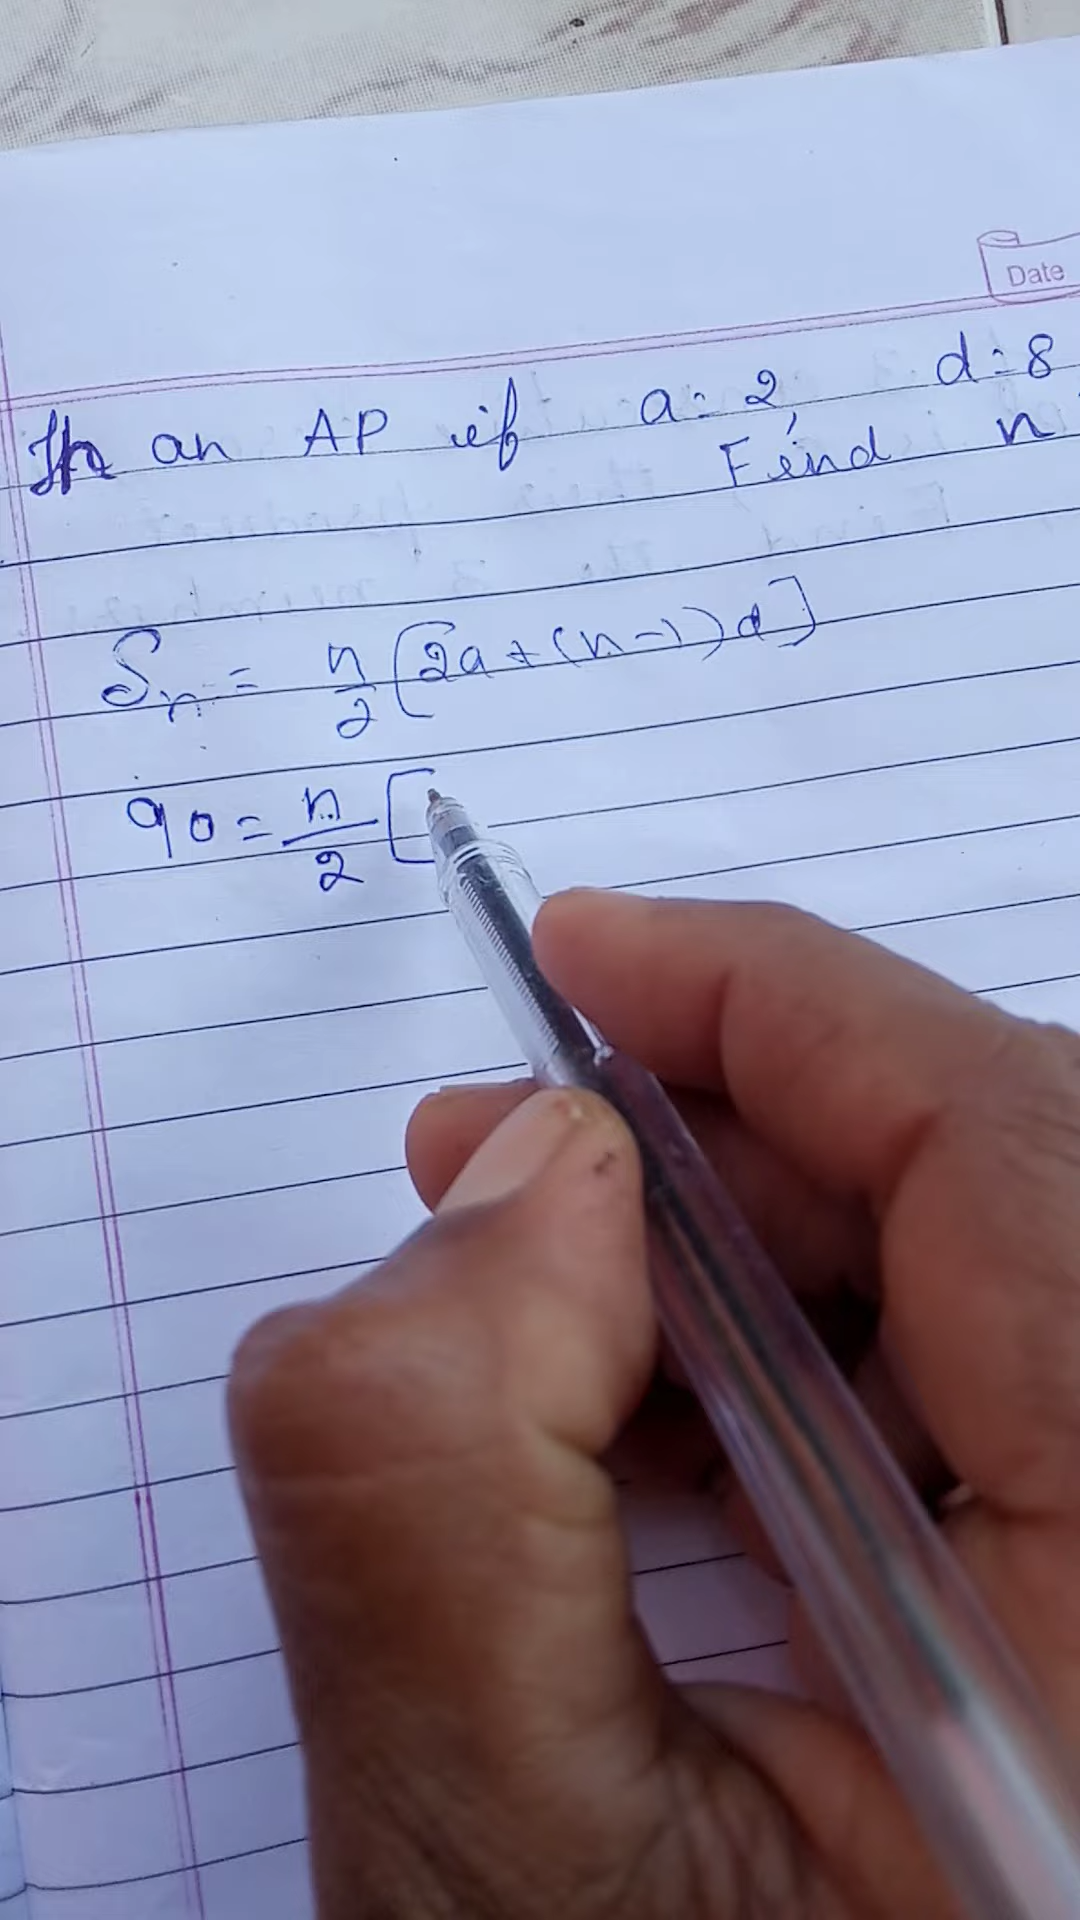 Date
In an AP if a = 2, d = 8
Find n
Sn = n/2 [2a + (n-1)d]
90 = n/2 [